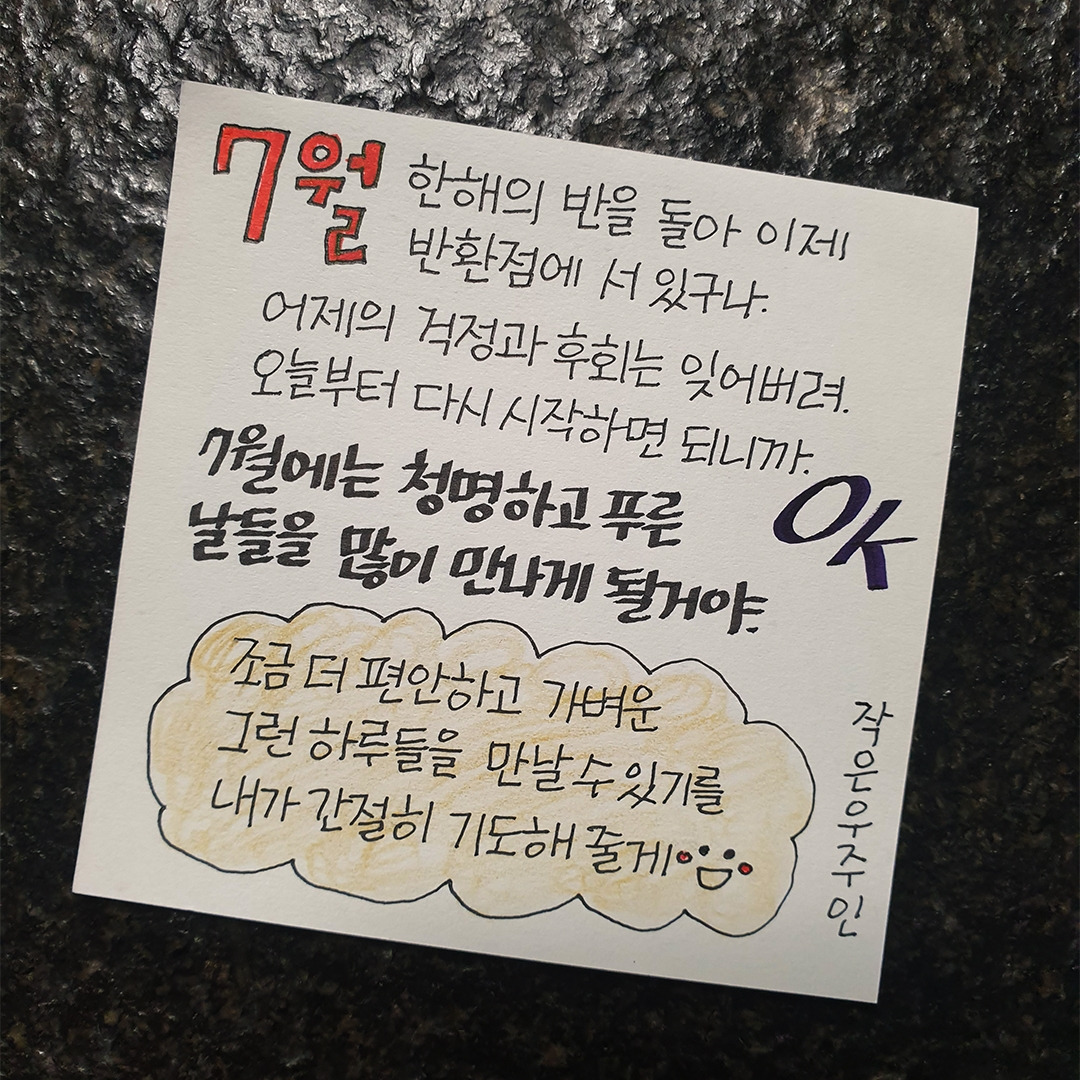 7월
한해의 반을 돌아 이제
반환점에 서 있구나.
어제의 걱정과 후회는 잊어버려.
오늘부터 다시 시작하면 되니까.
7월에는 청명하고 푸른
날들을 많이 만나게 될거야.
OK
조금 더 편안하고 가벼운
그런 하루들을 만날 수 있기를
내가 간절히 기도해 줄게
작은우주인